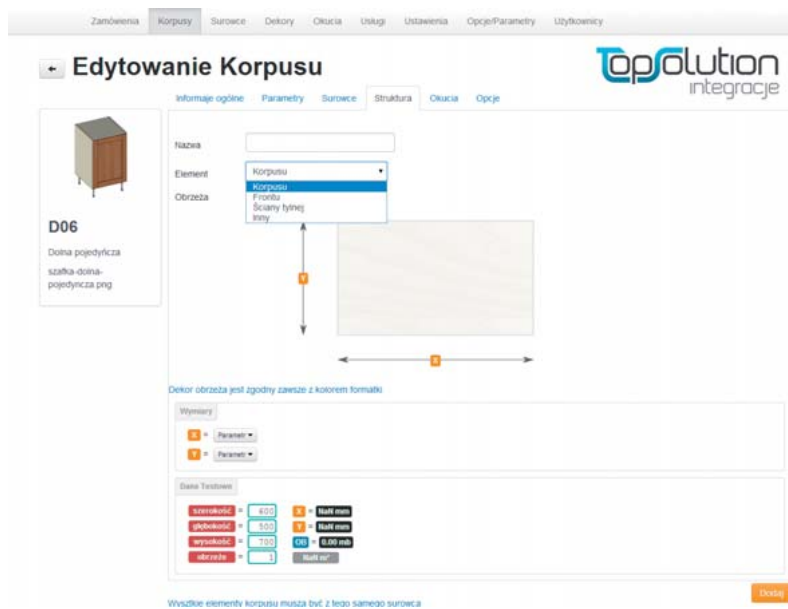 Zamówienia Korpusy Surowce Dekory Okucia Usługi Ustawienia Opcje/Parametry Użytkownicy
← Edytowanie Korpusu
TopSolution
integracje
Informaje ogólne Parametry Surowce Struktura Okucia Opcje
Nazwa
Element Korpusu
Korpusu
Frontu
Ściany tylnej
Inny
Obrzeża
D06
Dolna pojedyńcza
szafka-dolna-
pojedyncza.png
Y
X
Dekor obrzeża jest zgodny zawsze z kolorem formatki
Wymiary
X = Parametr
Y = Parametr
Dane Testowe
szerokość = 600 X = NaN mm
głębokość = 500 Y = NaN mm
wysokość = 700 OB = 0.00 mb
obrzeże = 1 NaN m²
Dodaj
Wszytkie elementy korpusu muszą być z tego samego surowca